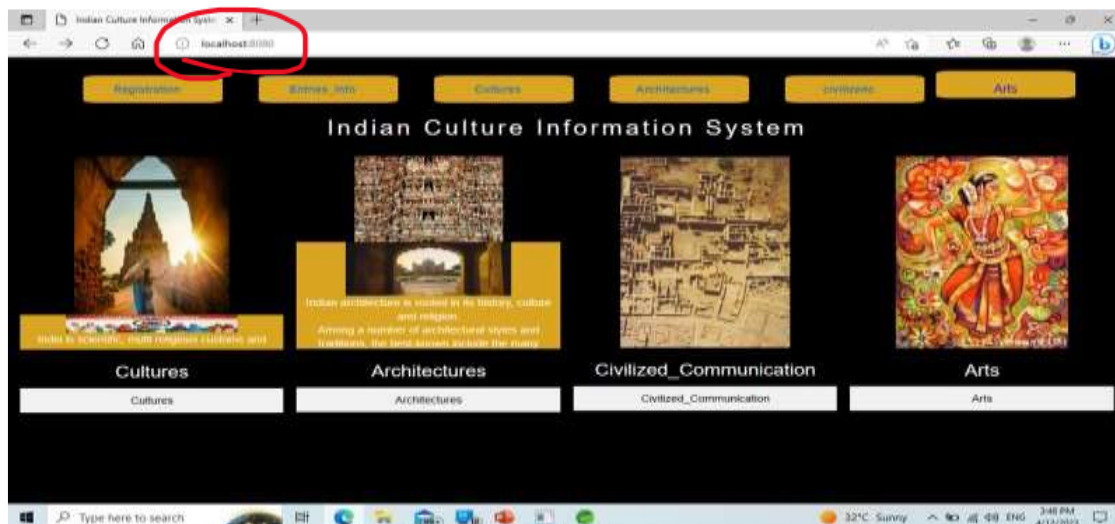 Indian Culture Information Syste
localhost:8080
Registration
Entries_Info
Cultures
Architectures
Arts
Indian Culture Information System
Indian architecture is rooted in its history, culture
and religion
Among a number of architectural styles and
traditions, the best-known include the many
India is scientific, multi religious customs and
Cultures
Architectures
Civilized_Communication
Arts
Cultures
Architectures
Civilized_Communication
Arts
Type here to search
32°C Sunny
ENG
3:48 PM